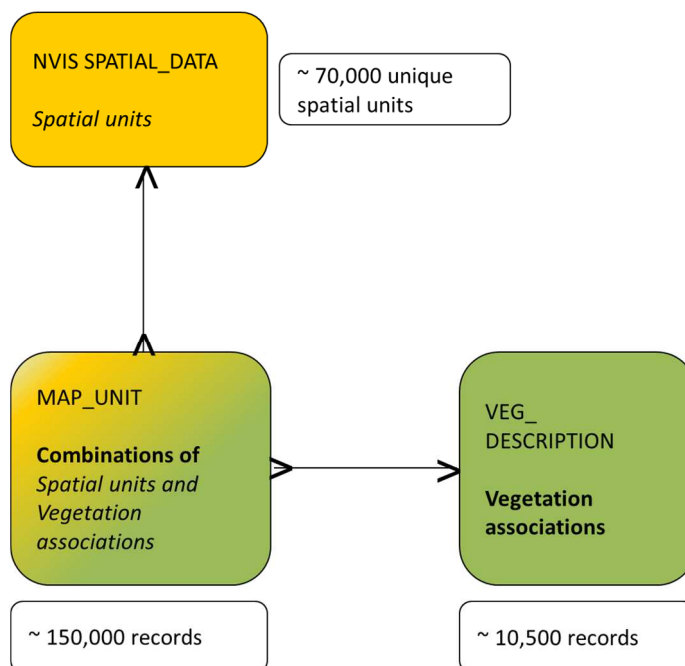 NVIS SPATIAL_DATA
Spatial units
~ 70,000 unique
spatial units
MAP_UNIT
Combinations of
Spatial units and
Vegetation
associations
~ 150,000 records
VEG_
DESCRIPTION
Vegetation
associations
~ 10,500 records